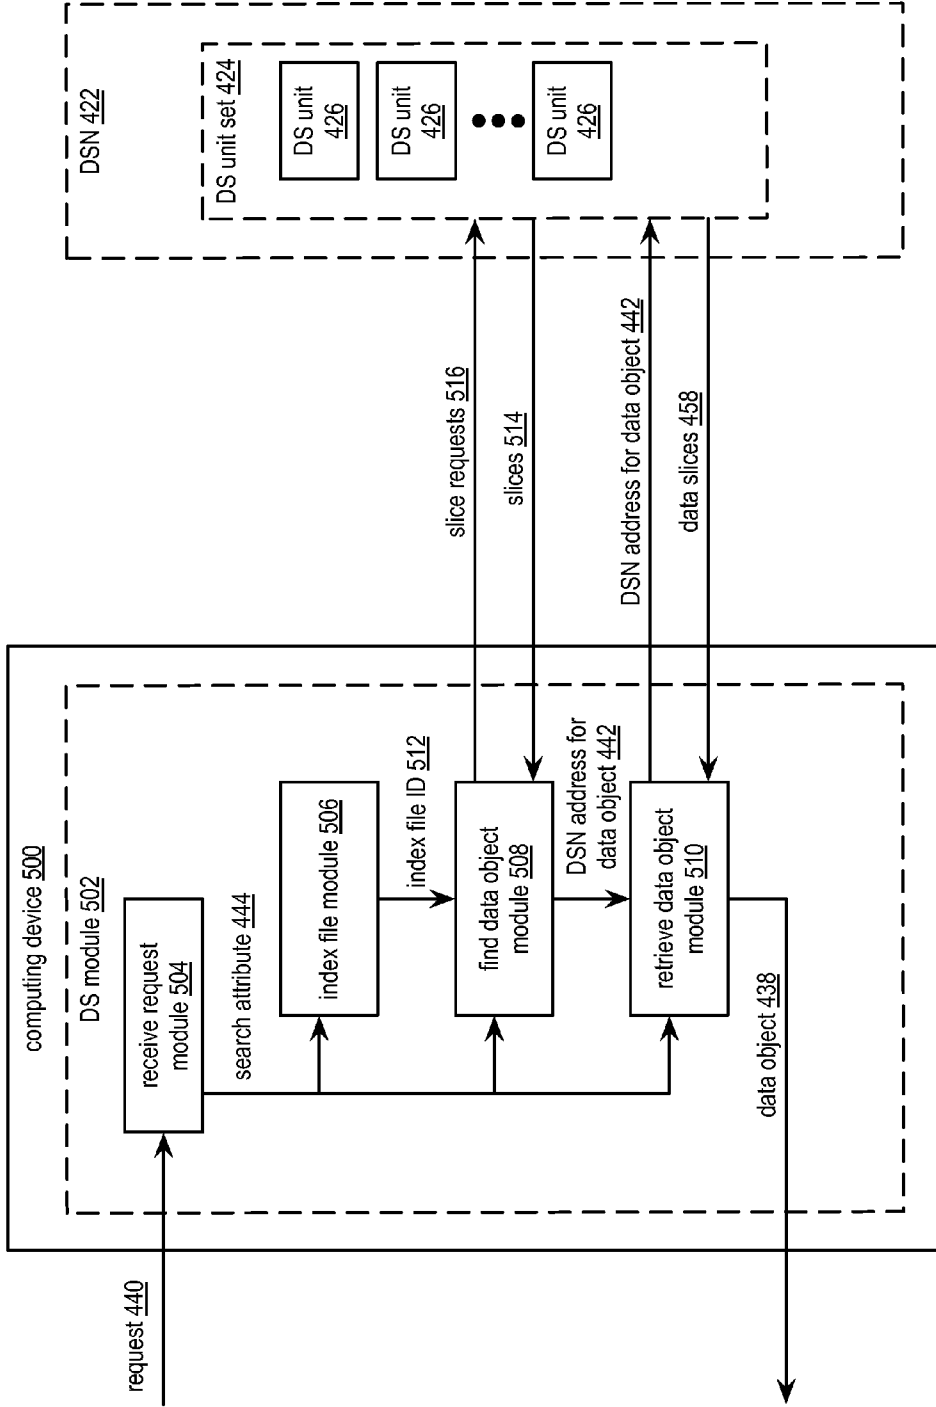 computing device 500
DS module 502
request 440
receive request
module 504
search attribute 444
index file module 506
index file ID 512
find data object
module 508
DSN address for
data object 442
retrieve data object
module 510
data object 438
slice requests 516
slices 514
DSN address for data object 442
data slices 458
DSN 422
DS unit set 424
DS unit
426
DS unit
426
DS unit
426